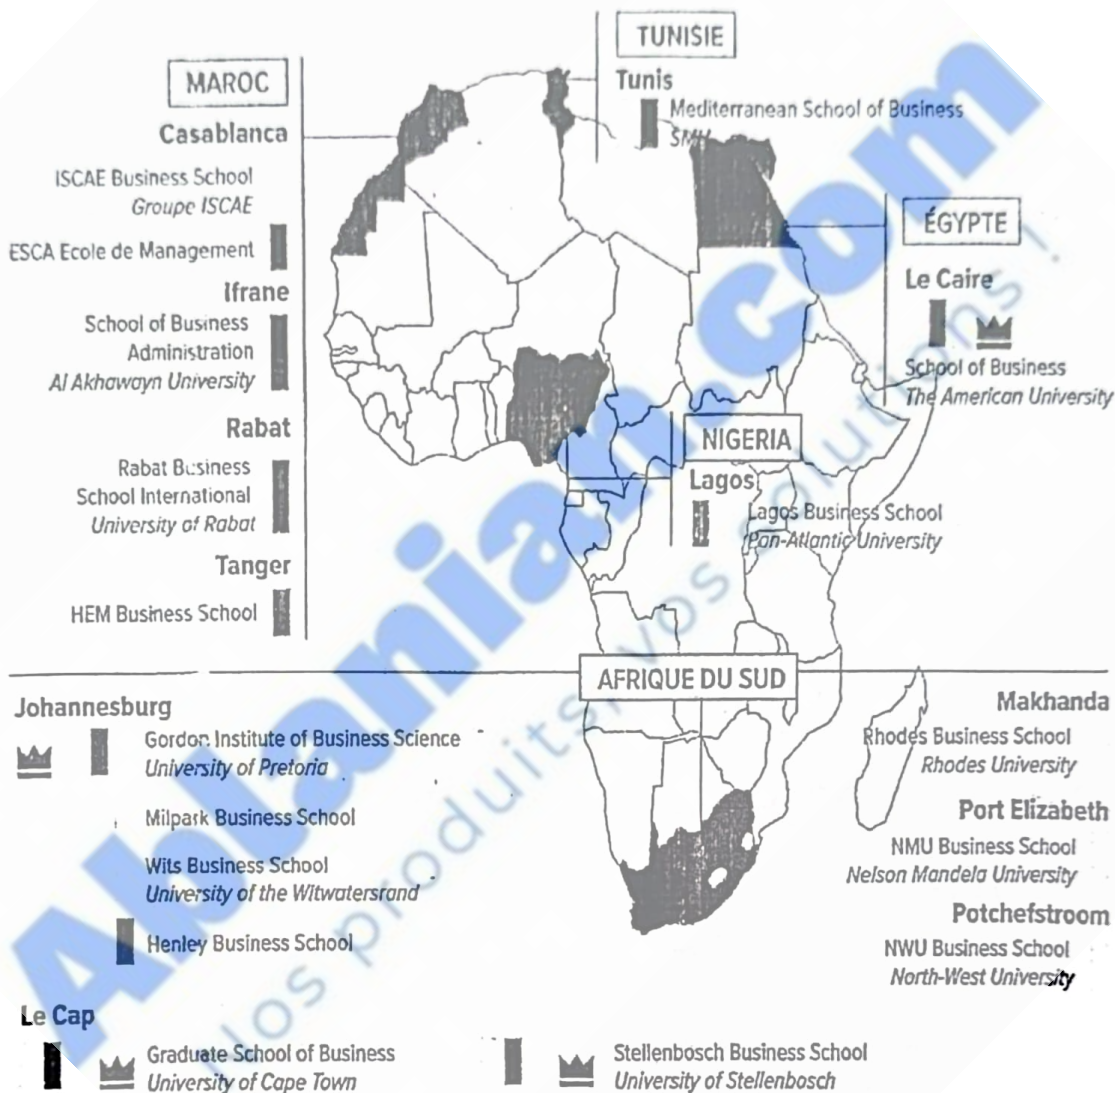 TUNISIE
Tunis
Mediterranean School of Business
SMU
MAROC
Casablanca
ISCAE Business School
Groupe ISCAE
ESCA Ecole de Management
Ifrane
School of Business
Administration
Al Akhawayn University
Rabat
Rabat Business
School International
University of Rabat
Tanger
HEM Business School
ÉGYPTE
Le Caire
School of Business
The American University
NIGERIA
Lagos
Lagos Business School
Pan-Atlantic University
AFRIQUE DU SUD
Johannesburg
Gordon Institute of Business Science
University of Pretoria
Milpark Business School
Wits Business School
University of the Witwatersrand
Henley Business School
Makhanda
Rhodes Business School
Rhodes University
Port Elizabeth
NMU Business School
Nelson Mandela University
Potchefstroom
NWU Business School
North-West University
Le Cap
Graduate School of Business
University of Cape Town
Stellenbosch Business School
University of Stellenbosch
Ablanian.com
Nos produits, vos solutions !